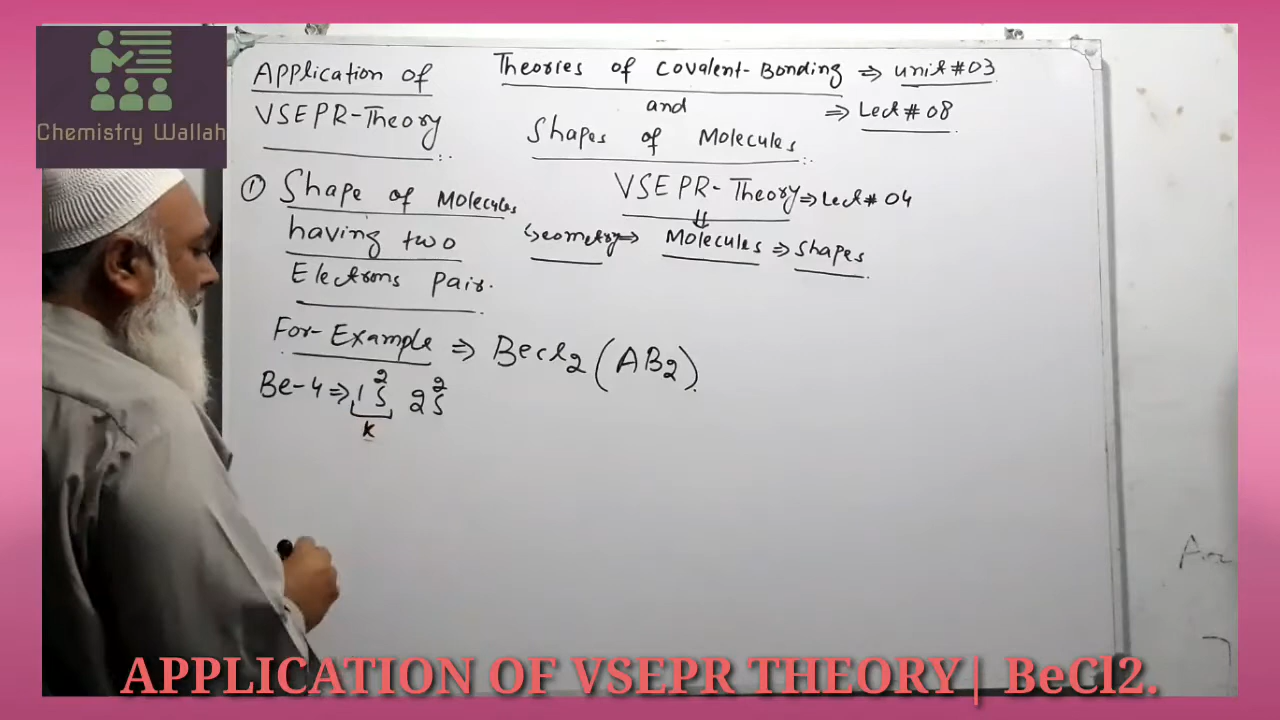 Chemistry Wallah
Application of
VSEPR-Theory
Theories of Covalent-Bonding ⇒ unit#03
and ⇒ Lect#08
Shapes of Molecules
① Shape of Molecules
having two
Electrons pair.
VSEPR-Theory ⇒ Lect#04
⇓
Geometry ⇒ Molecules ⇒ shapes
For-Example ⇒ BeCl2 (AB2)
Be-4 ⇒ 1s² 2s²
K
APPLICATION OF VSEPR THEORY| BeCl2.